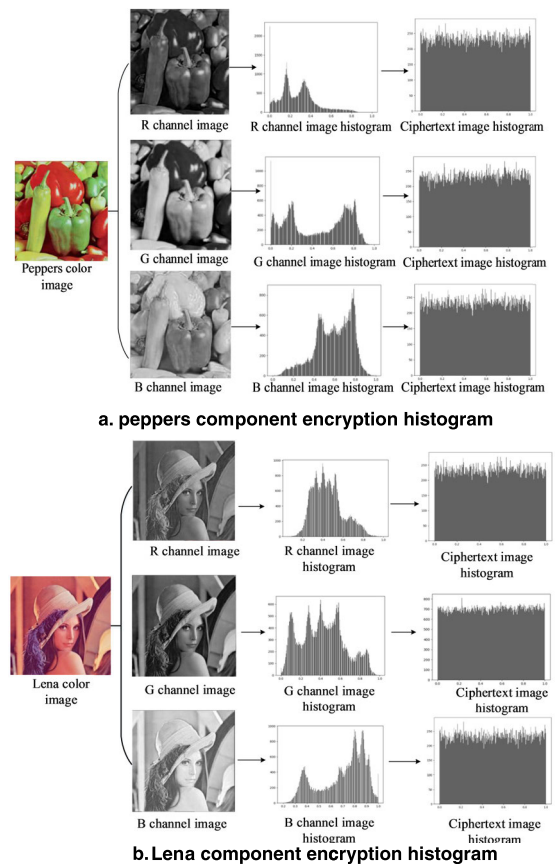 R channel image
R channel image histogram
Ciphertext image histogram
Peppers color
image
G channel image
G channel image histogram
Ciphertext image histogram
B channel image
B channel image histogram
Ciphertext image histogram
a. peppers component encryption histogram
R channel image
R channel image
histogram
Ciphertext image
histogram
Lena color
image
G channel image
G channel image
histogram
Ciphertext image
histogram
B channel image
B channel image
histogram
Ciphertext image
histogram
b. Lena component encryption histogram